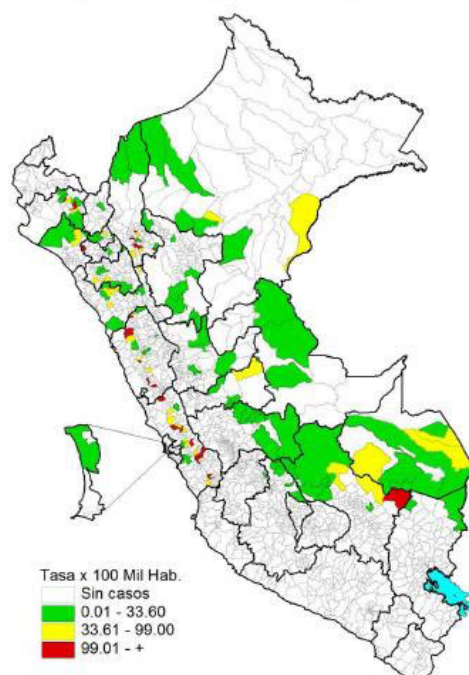 Tasa x 100 Mil Hab.
Sin casos
0.01 - 33.60
33.61 - 99.00
99.01 - +